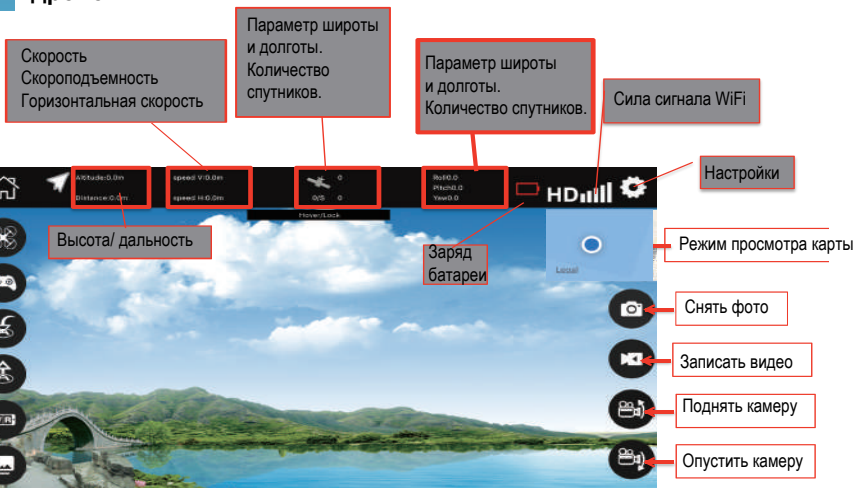 Скорость
Скороподъемность
Горизонтальная скорость
Параметр широты
и долготы.
Количество
спутников.
Параметр широты
и долготы.
Количество спутников.
Сила сигнала WiFi
Настройки
Altitude:0.0m
Distance:0.0m
speed V:0.0m
speed H:0.0m
0
0/S 0
Roll0.0
Pitch0.0
Yaw0.0
HD
Hover/Lock
Высота/ дальность
Заряд
батареи
Режим просмотра карты
Legal
Снять фото
Записать видео
Поднять камеру
Опустить камеру